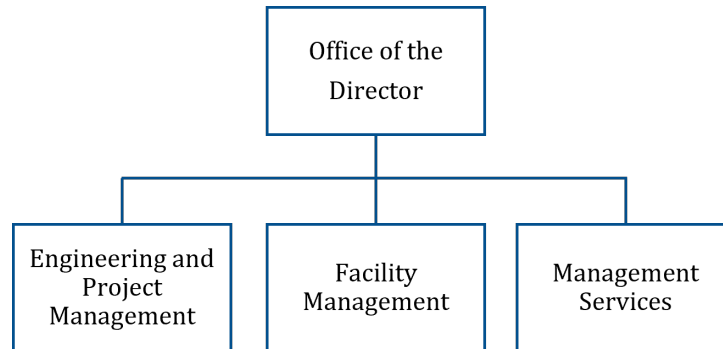 Office of the
Director
Engineering and
Project
Management
Facility
Management
Management
Services